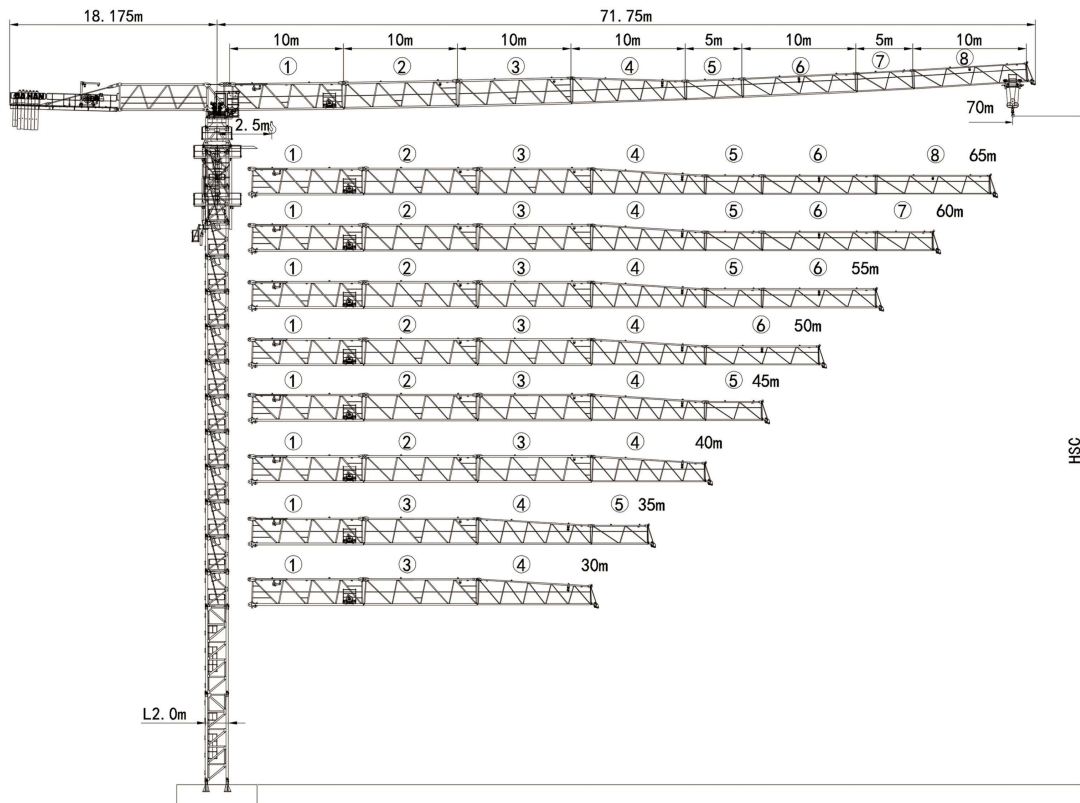 18.175m 71.75m
10m 10m 10m 10m 5m 10m 5m 10m
① ② ③ ④ ⑤ ⑥ ⑦ ⑧
70m
2.5m
① ② ③ ④ ⑤ ⑥ ⑧ 65m
① ② ③ ④ ⑤ ⑥ ⑦ 60m
① ② ③ ④ ⑤ ⑥ 55m
① ② ③ ④ ⑥ 50m
① ② ③ ④ ⑤ 45m
① ② ③ ④ 40m
HSC
① ③ ④ ⑤ 35m
① ③ ④ 30m
L2.0m